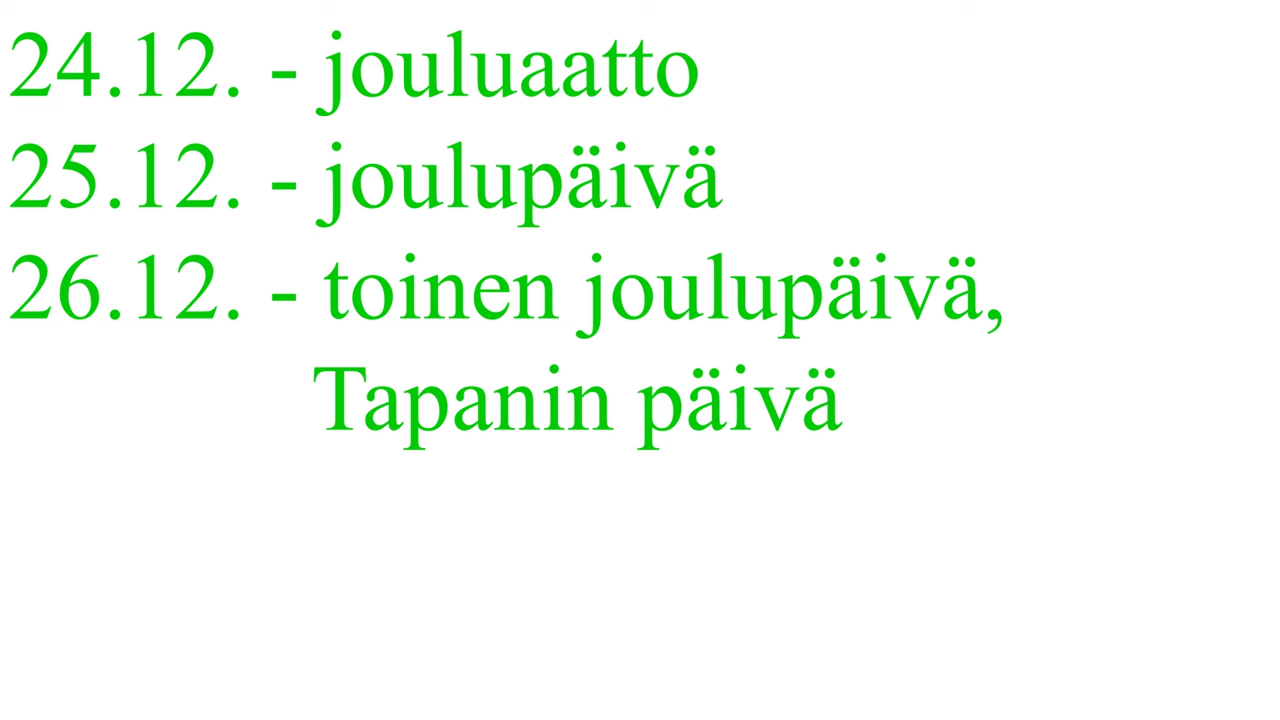 24.12. - jouluaatto
25.12. - joulupäivä
26.12. - toinen joulupäivä,
Tapanin päivä